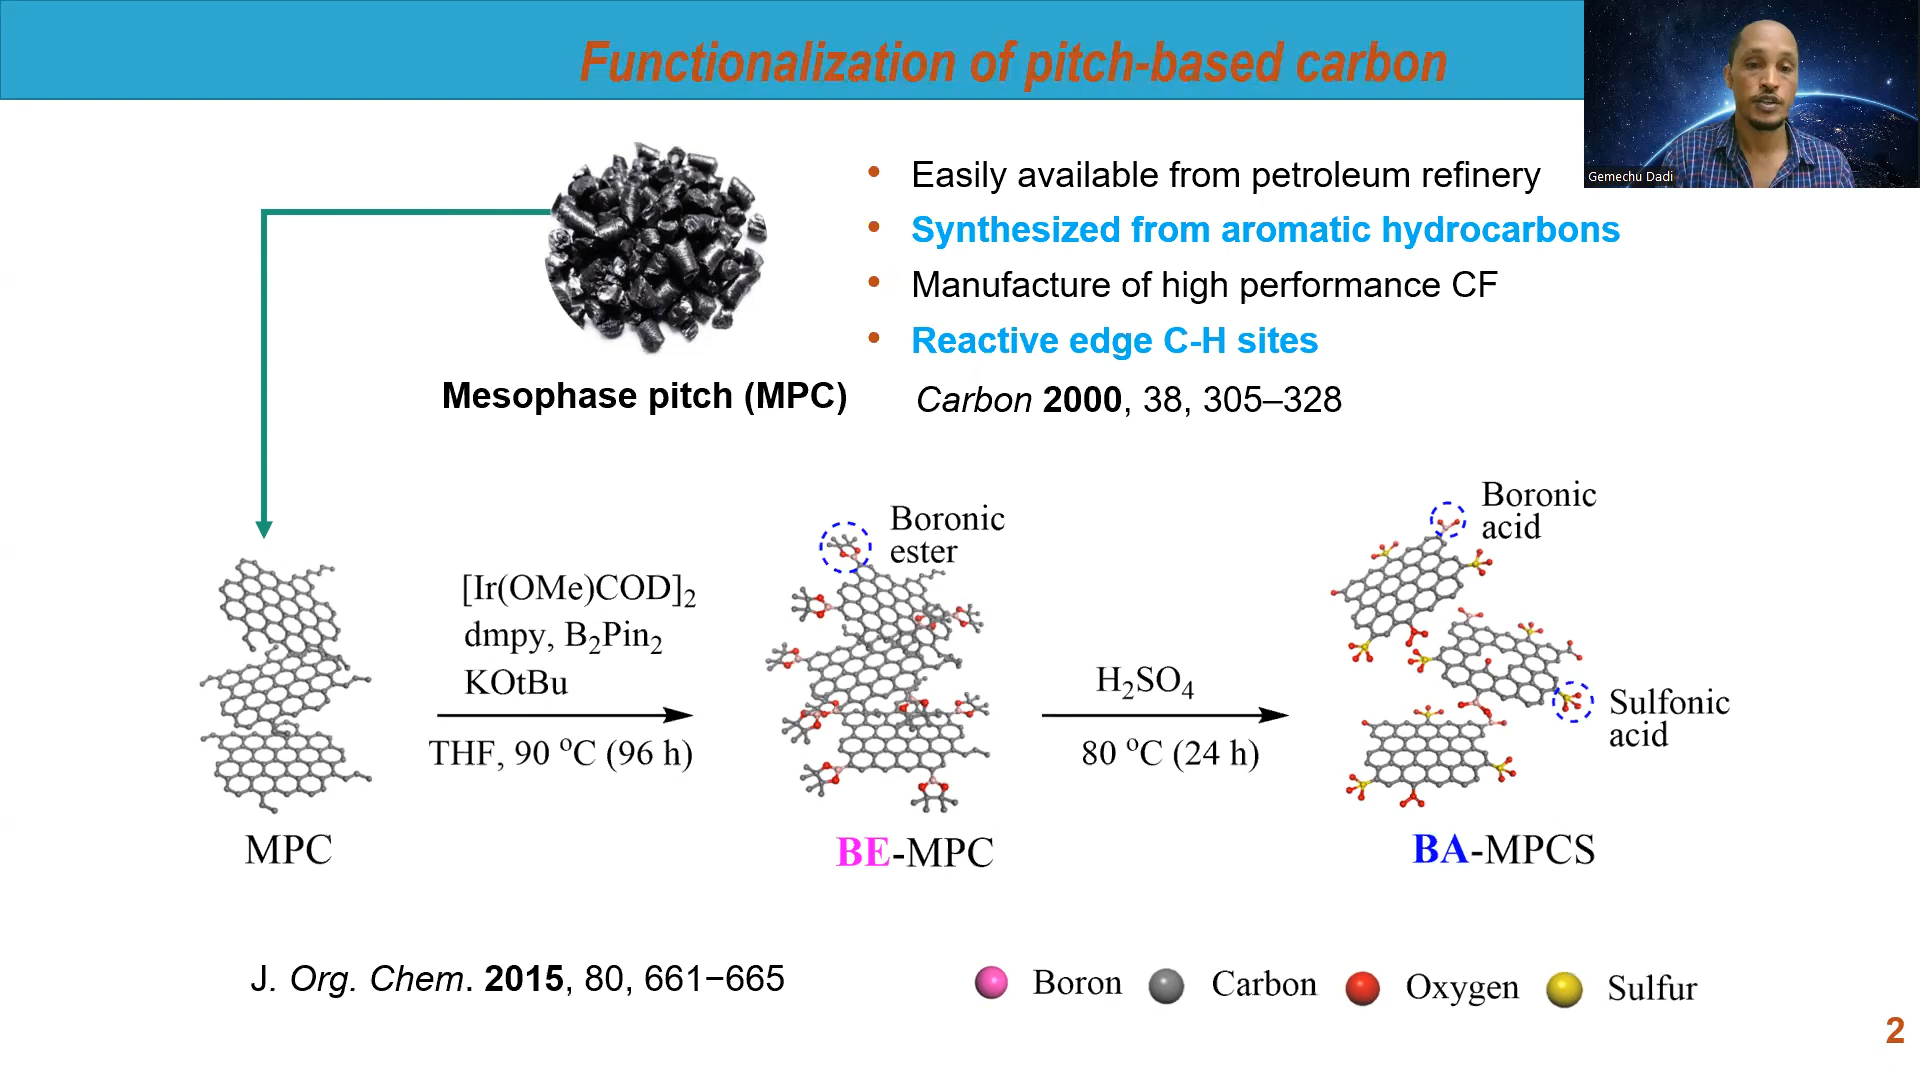 Functionalization of pitch-based carbon
Gemechu Dadi
• Easily available from petroleum refinery
• Synthesized from aromatic hydrocarbons
• Manufacture of high performance CF
• Reactive edge C-H sites
Mesophase pitch (MPC)
Carbon 2000, 38, 305–328
[Ir(OMe)COD]₂
dmpy, B₂Pin₂
KOtBu
THF, 90 ⁰C (96 h)
Boronic
ester
H₂SO₄
80 ⁰C (24 h)
Boronic
acid
Sulfonic
acid
MPC
BE-MPC
BA-MPCS
J. Org. Chem. 2015, 80, 661−665
Boron
Carbon
Oxygen
Sulfur
2